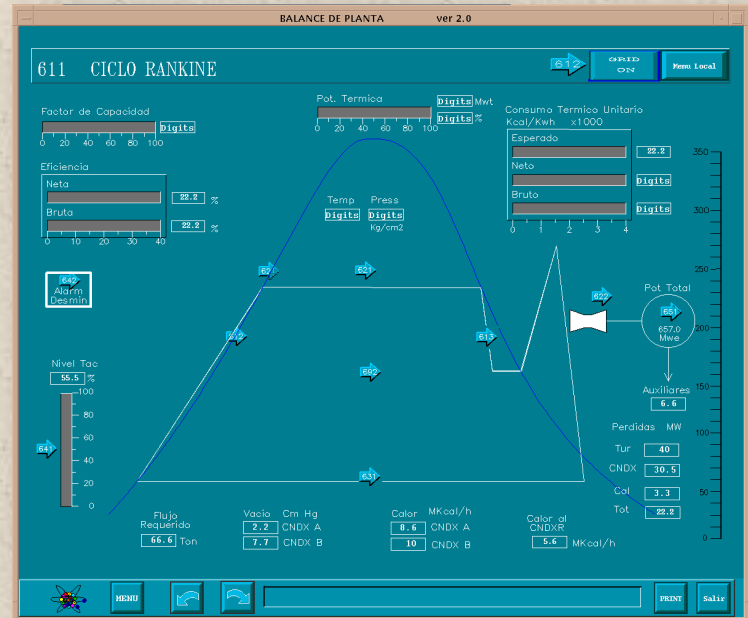 BALANCE DE PLANTA ver 2.0
611 CICLO RANKINE
612
GRID
ON
Menu Local
Factor de Capacidad
Digits
0 20 40 60 80 100
Pot. Termica
Digits Mwt
Digits %
0 20 40 60 80 100
Consumo Termico Unitario
Kcal/Kwh x1000
Esperado
22.2
Neto
Digits
Bruto
Digits
0 1 2 3 4
Eficiencia
Neta
22.2 %
Bruta
22.2 %
0 10 20 30 40
Temp Press
Digits Digits
Kg/cm2
350
300
250
200
150
100
50
0
642
Alarm
Desmin
621
622
Pot Total
651
657.0
Mwe
613
Nivel Tac
55.5 %
100
80
60
40
20
0
641
692
631
Auxiliares
6.6
Perdidas MW
Tur 40
CNDX 30.5
Cal 3.3
Tot 22.2
Flujo
Requerido
66.6 Ton
Vacio Cm Hg
2.2 CNDX A
7.7 CNDX B
Calor MKcal/h
8.6 CNDX A
10 CNDX B
Calor al
CNDXR
5.6 MKcal/h
MENU
PRINT
Salir